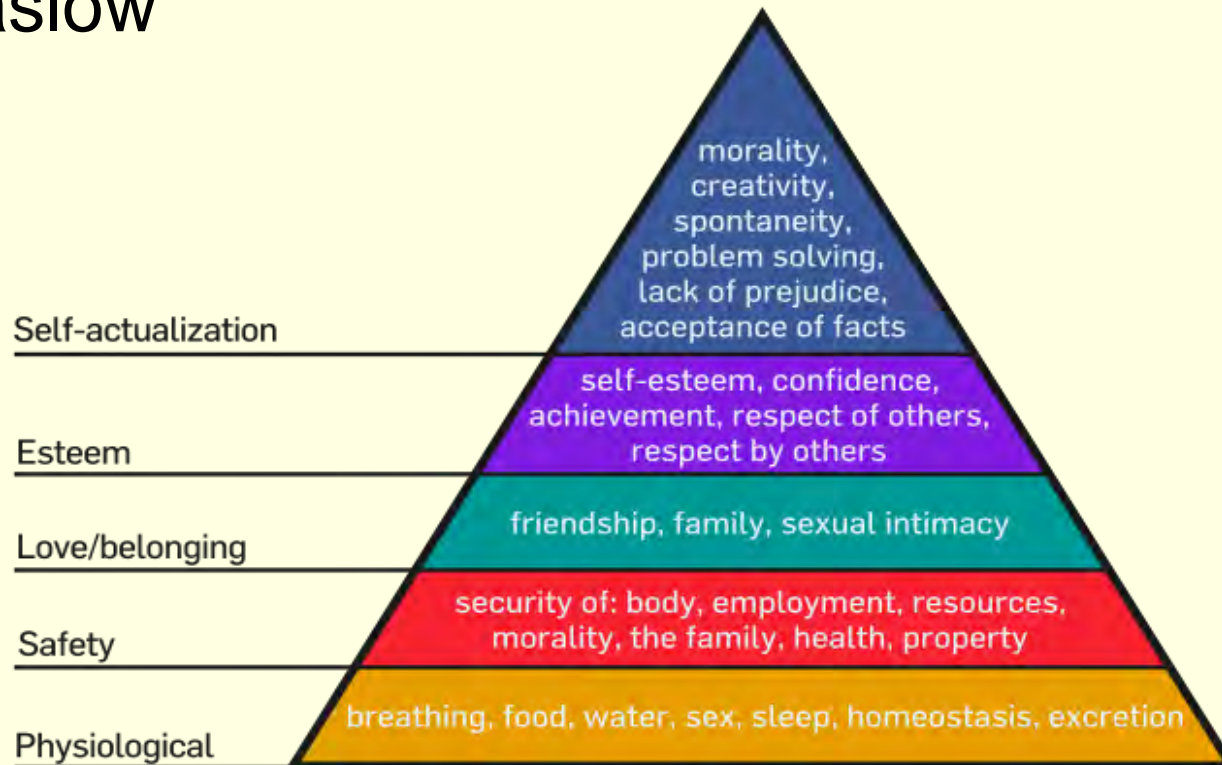 morality,
creativity,
spontaneity,
problem solving,
lack of prejudice,
acceptance of facts
Self-actualization
self-esteem, confidence,
achievement, respect of others,
respect by others
Esteem
friendship, family, sexual intimacy
Love/belonging
security of: body, employment, resources,
morality, the family, health, property
Safety
breathing, food, water, sex, sleep, homeostasis, excretion
Physiological